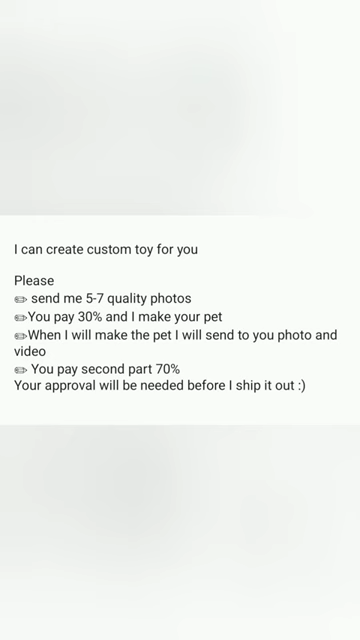 I can create custom toy for you
Please
✏️ send me 5-7 quality photos
✏️You pay 30% and I make your pet
✏️When I will make the pet I will send to you photo and
video
✏️ You pay second part 70%
Your approval will be needed before I ship it out :)